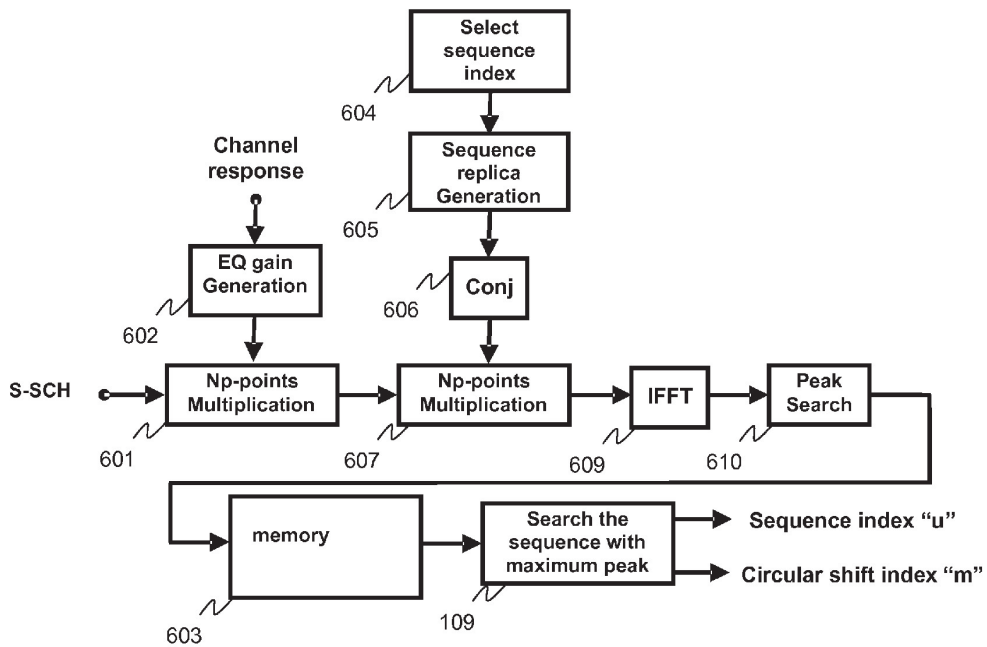 Select
sequence
index
604
Sequence
replica
Generation
605
Channel
response
EQ gain
Generation
602
Conj
606
S-SCH
Np-points
Multiplication
601
Np-points
Multiplication
607
IFFT
609
Peak
Search
610
memory
603
Search the
sequence with
maximum peak
109
Sequence index “u”
Circular shift index “m”